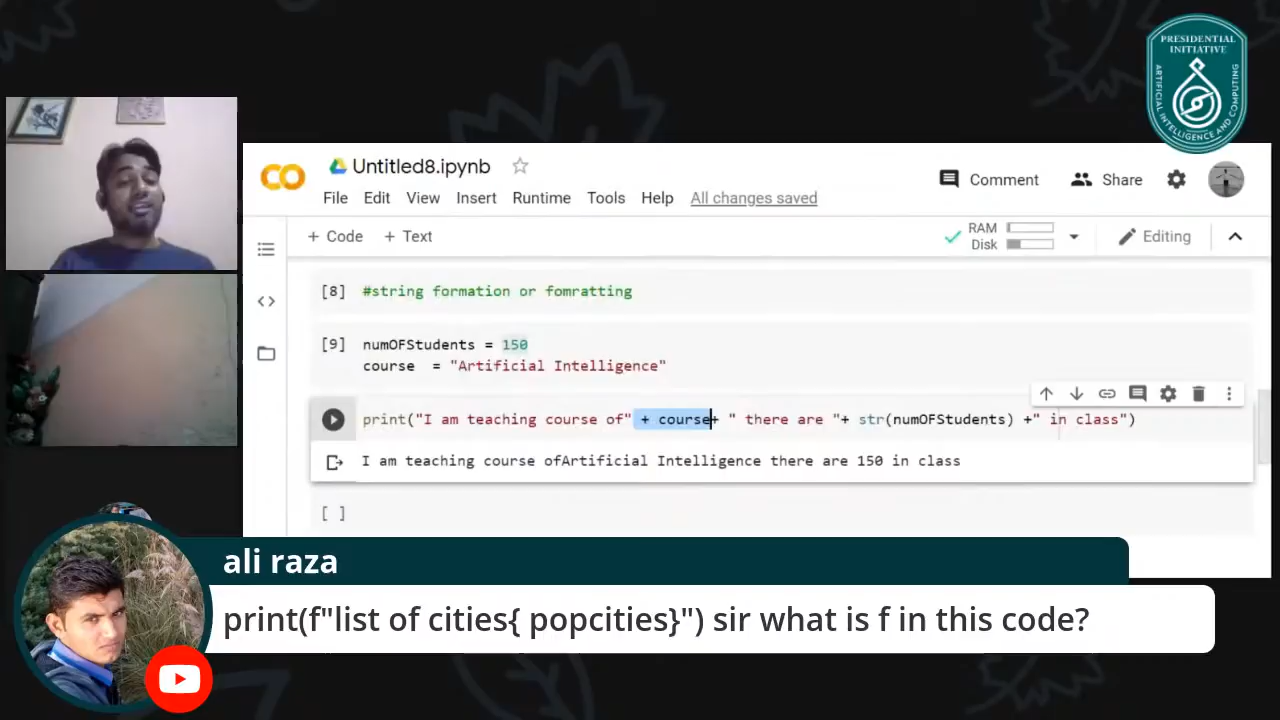 PRESIDENTIAL
INITIATIVE
ARTIFICIAL INTELLIGENCE AND COMPUTING
Untitled8.ipynb
Comment
Share
File Edit View Insert Runtime Tools Help All changes saved
+ Code + Text
RAM
Disk
Editing
[8] #string formation or fomratting
[9] numOFStudents = 150
course = "Artificial Intelligence"
print("I am teaching course of" + course+ " there are "+ str(numOFStudents) +" in class")
I am teaching course ofArtificial Intelligence there are 150 in class
[ ]
ali raza
print(f"list of cities{ popcities}") sir what is f in this code?